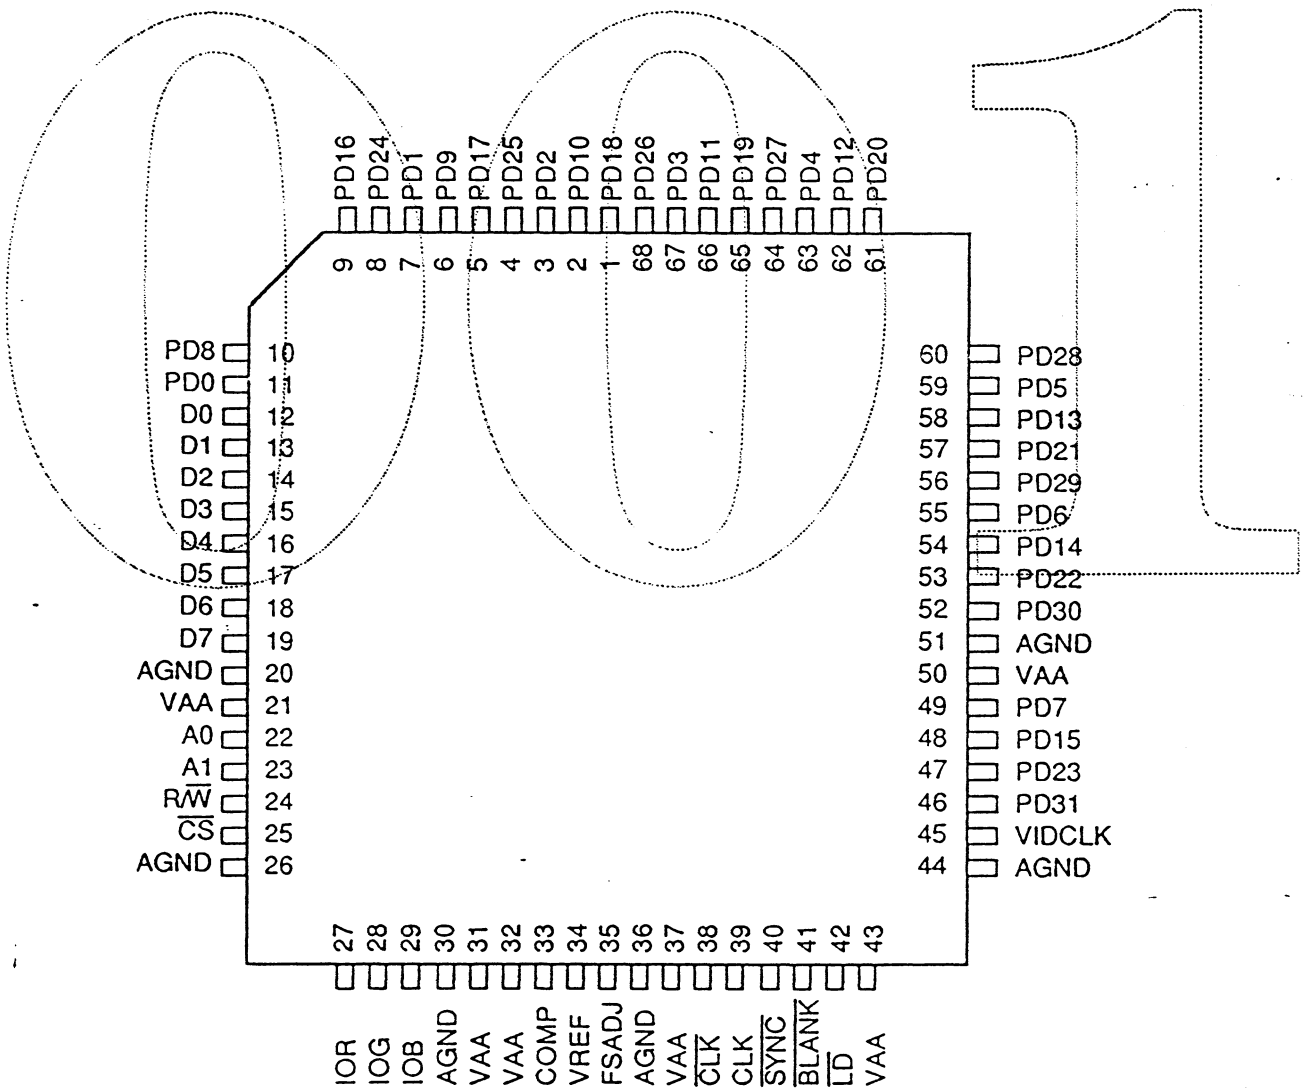 001
PD16 PD24 PD1 PD9 PD17 PD25 PD2 PD10 PD18 PD26 PD3 PD11 PD19 PD27 PD4 PD12 PD20
9 8 7 6 5 4 3 2 1 68 67 66 65 64 63 62 61
PD8 10 60 PD28
PD0 11 59 PD5
D0 12 58 PD13
D1 13 57 PD21
D2 14 56 PD29
D3 15 55 PD6
D4 16 54 PD14
D5 17 53 PD22
D6 18 52 PD30
D7 19 51 AGND
AGND 20 50 VAA
VAA 21 49 PD7
A0 22 48 PD15
A1 23 47 PD23
R/W̅ 24 46 PD31
C̅S̅ 25 45 VIDCLK
AGND 26 44 AGND
27 28 29 30 31 32 33 34 35 36 37 38 39 40 41 42 43
IOR IOG IOB AGND VAA VAA COMP VREF FSADJ AGND VAA C̅L̅K̅ CLK S̅Y̅N̅C̅ B̅L̅A̅N̅K̅ L̅D̅ VAA